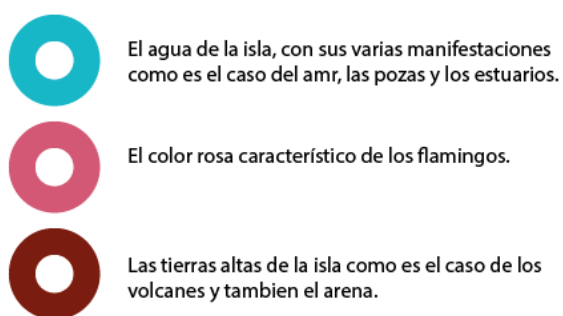 El agua de la isla, con sus varias manifestaciones
como es el caso del amr, las pozas y los estuarios.
El color rosa característico de los flamingos.
Las tierras altas de la isla como es el caso de los
volcanes y tambien el arena.